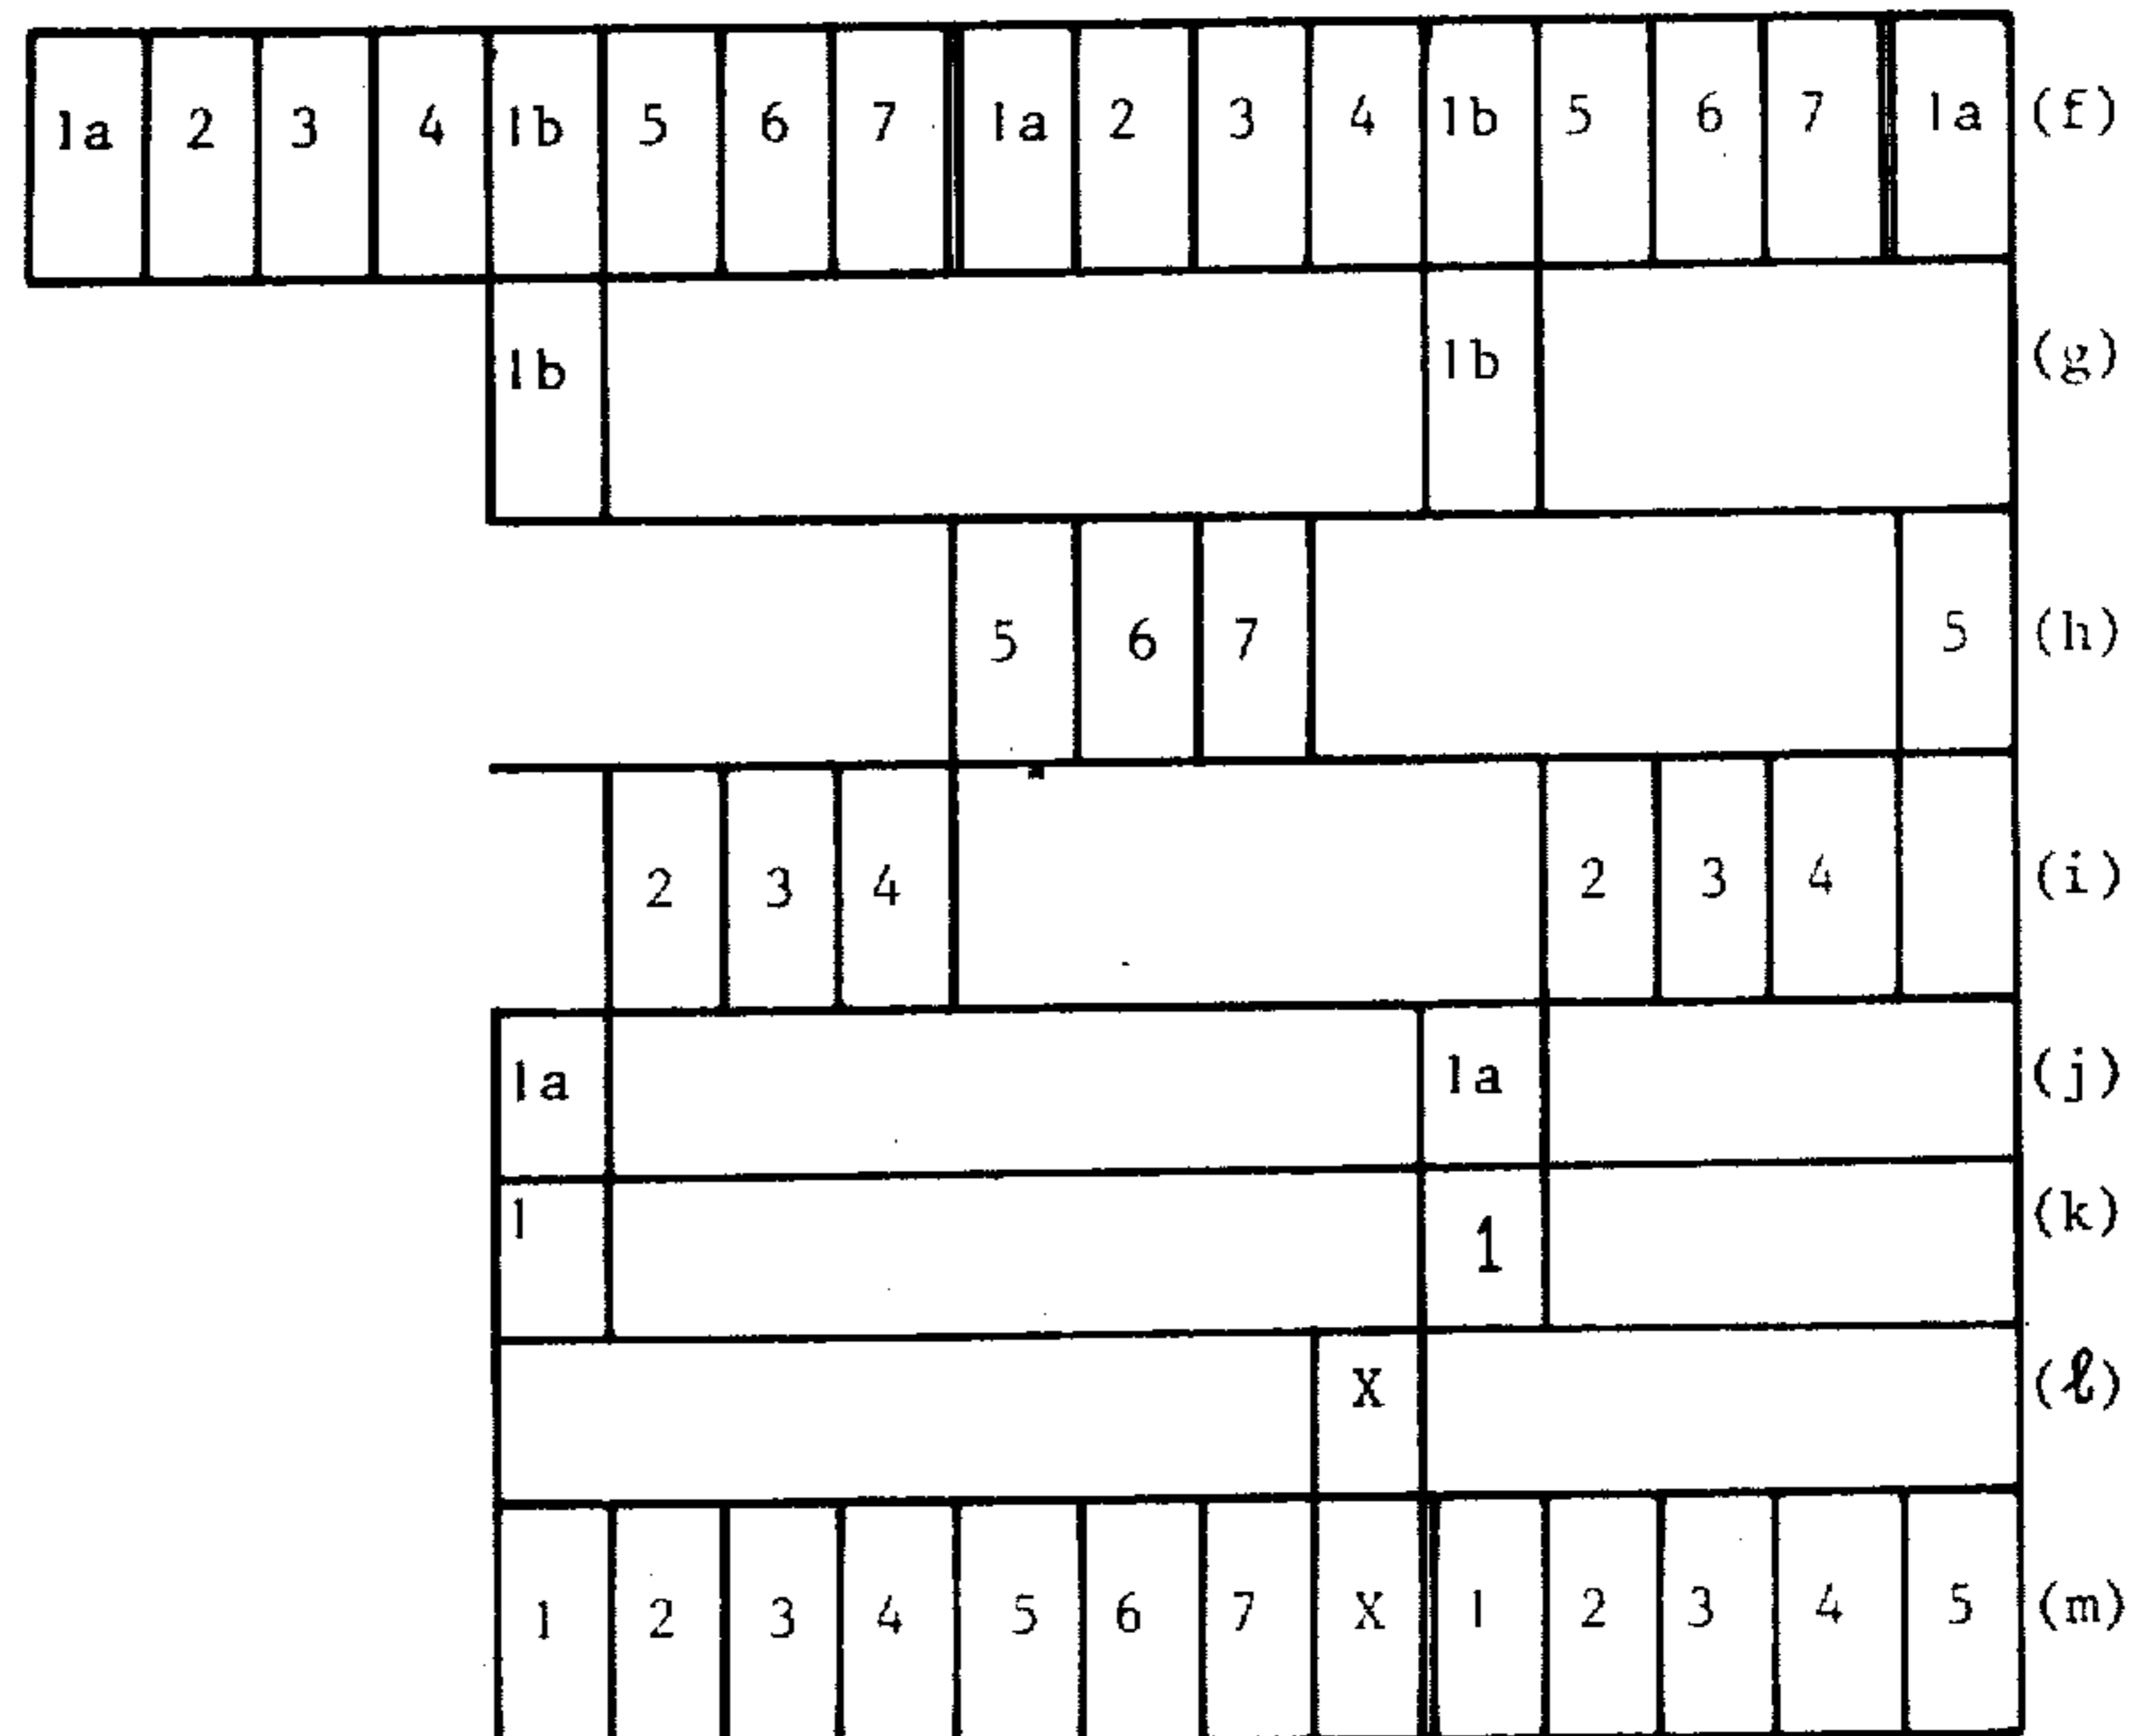 1a 2 3 4 1b 5 6 7 1a 2 3 4 1b 5 6 7 1a (f)
1b 1b (g)
5 6 7 5 (h)
2 3 4 2 3 4 (i)
1a 1a (j)
1 1 (k)
X (ℓ)
1 2 3 4 5 6 7 X 1 2 3 4 5 (m)